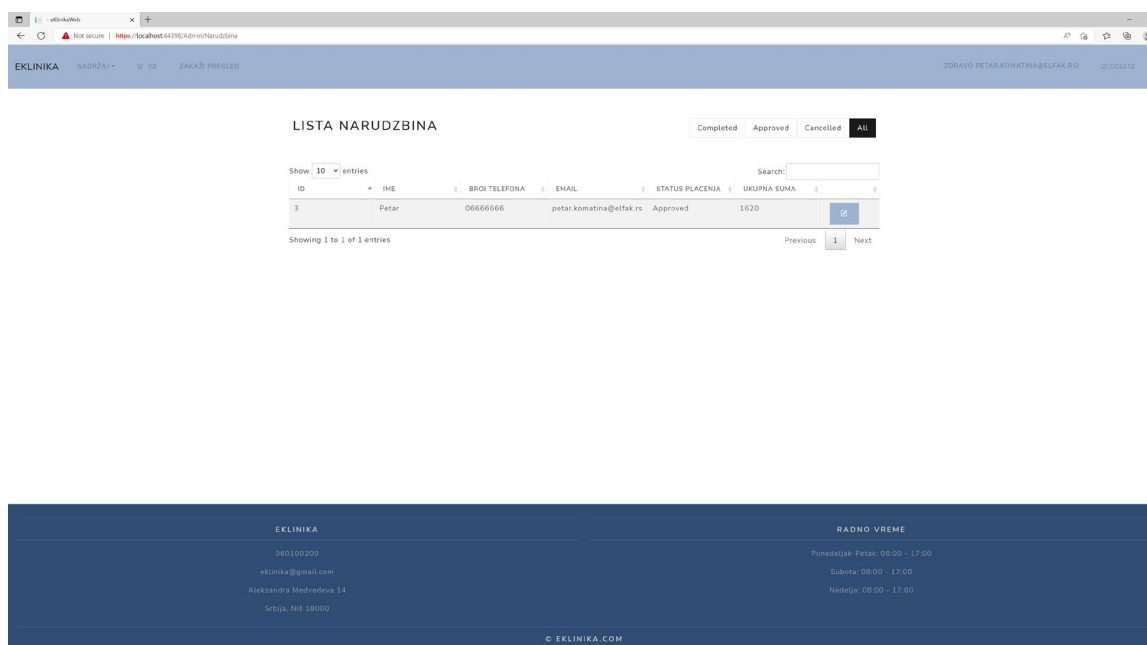 - eKlinikaWeb
Not secure | https://localhost:44398/Admin/Narudzbina
EKLINIKA SADRŽAJ (0) ZAKAŽI PREGLED ZDRAVO PETAR.KOMATINA@ELFAK.RS! IZLOGUJ SE
LISTA NARUDZBINA
Completed Approved Cancelled All
Show 10 entries Search:
ID IME BROJ TELEFONA EMAIL STATUS PLACENJA UKUPNA SUMA
3 Petar 06666666 petar.komatina@elfak.rs Approved 1620
Showing 1 to 1 of 1 entries Previous 1 Next
EKLINIKA RADNO VREME
060100200 Ponedeljak-Petak: 08:00 - 17:00
eklinika@gmail.com Subota: 08:00 - 17:00
Aleksandra Medvedeva 14 Nedelja: 08:00 - 17:00
Srbija, Niš 18000
© EKLINIKA.COM